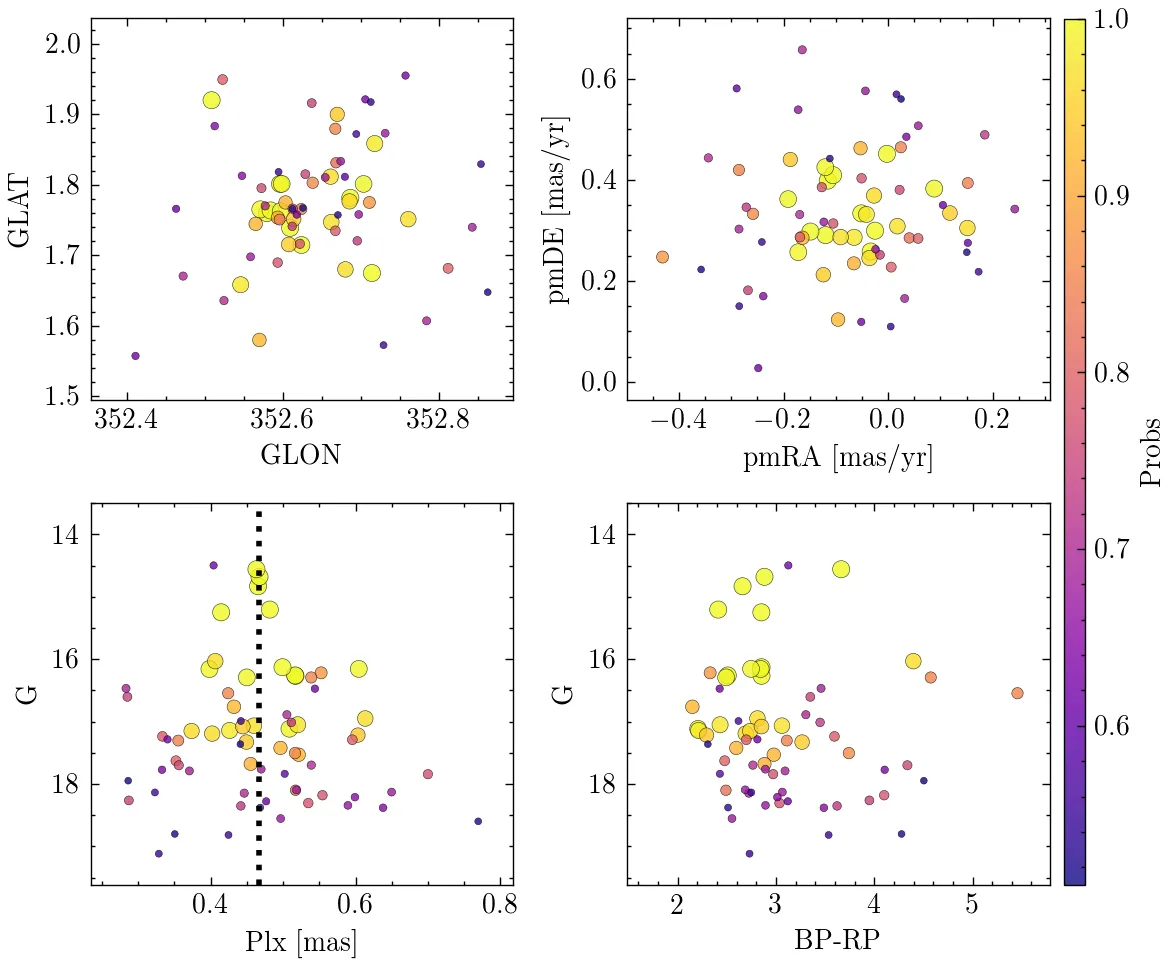 2.0
1.9
1.8
1.7
1.6
1.5
GLAT
352.4 352.6 352.8
GLON
0.6
0.4
0.2
0.0
pmDE [mas/yr]
−0.4 −0.2 0.0 0.2
pmRA [mas/yr]
14
16
18
G
0.4 0.6 0.8
Plx [mas]
14
16
18
G
2 3 4 5
BP-RP
1.0
0.9
0.8
0.7
0.6
Probs